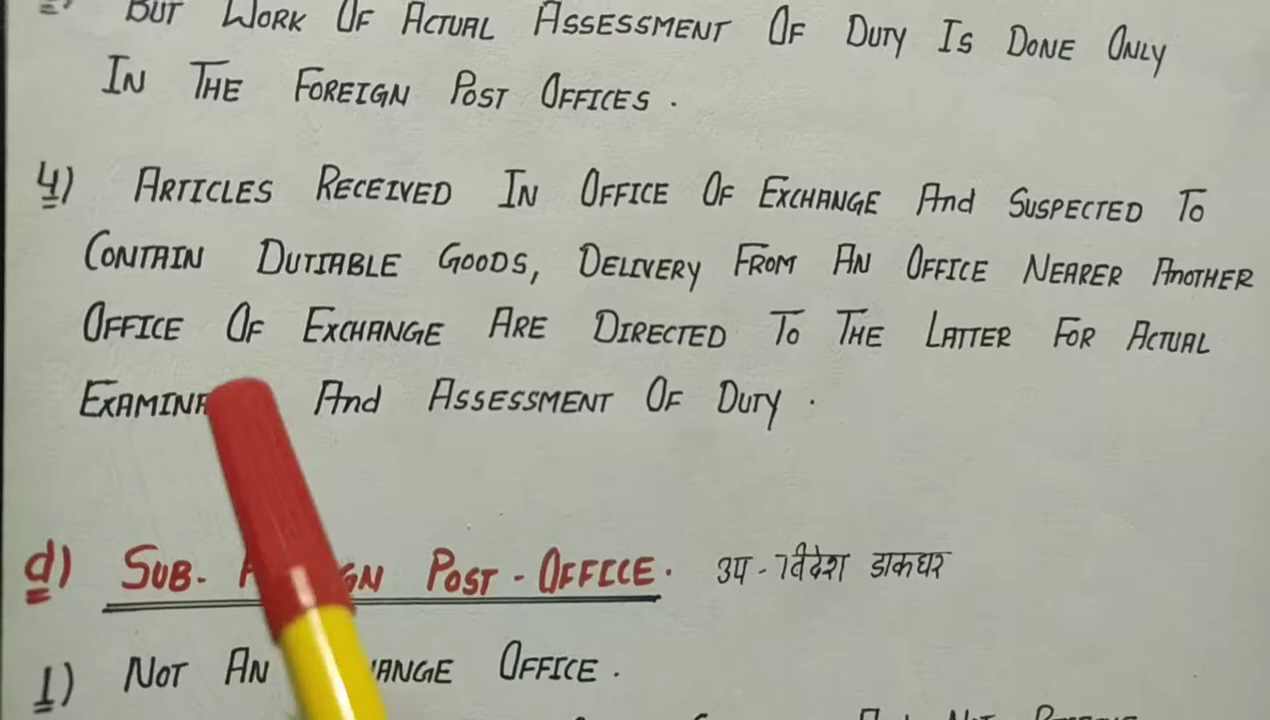 But Work Of Actual Assessment Of Duty Is Done Only
In The Foreign Post Offices.
4) Articles Received In Office Of Exchange And Suspected To
Contain Dutiable Goods, Delivery From An Office Nearer Another
Office Of Exchange Are Directed To The Latter For Actual
And Assessment Of Duty.
d) Sub- Post-Office. उप-विदेश डाकघर
1) Not An Office.